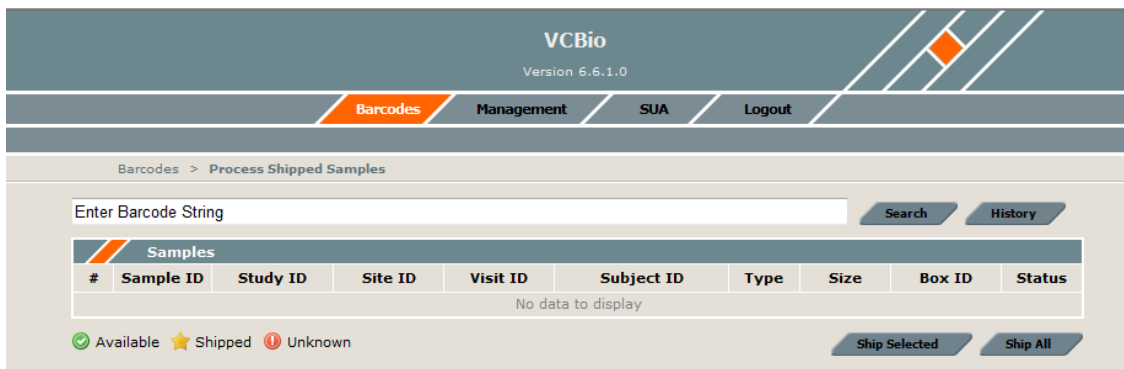 VCBio
Version 6.6.1.0
Barcodes Management SUA Logout
Barcodes > Process Shipped Samples
Enter Barcode String Search History
Samples
# Sample ID Study ID Site ID Visit ID Subject ID Type Size Box ID Status
No data to display
Available Shipped Unknown Ship Selected Ship All